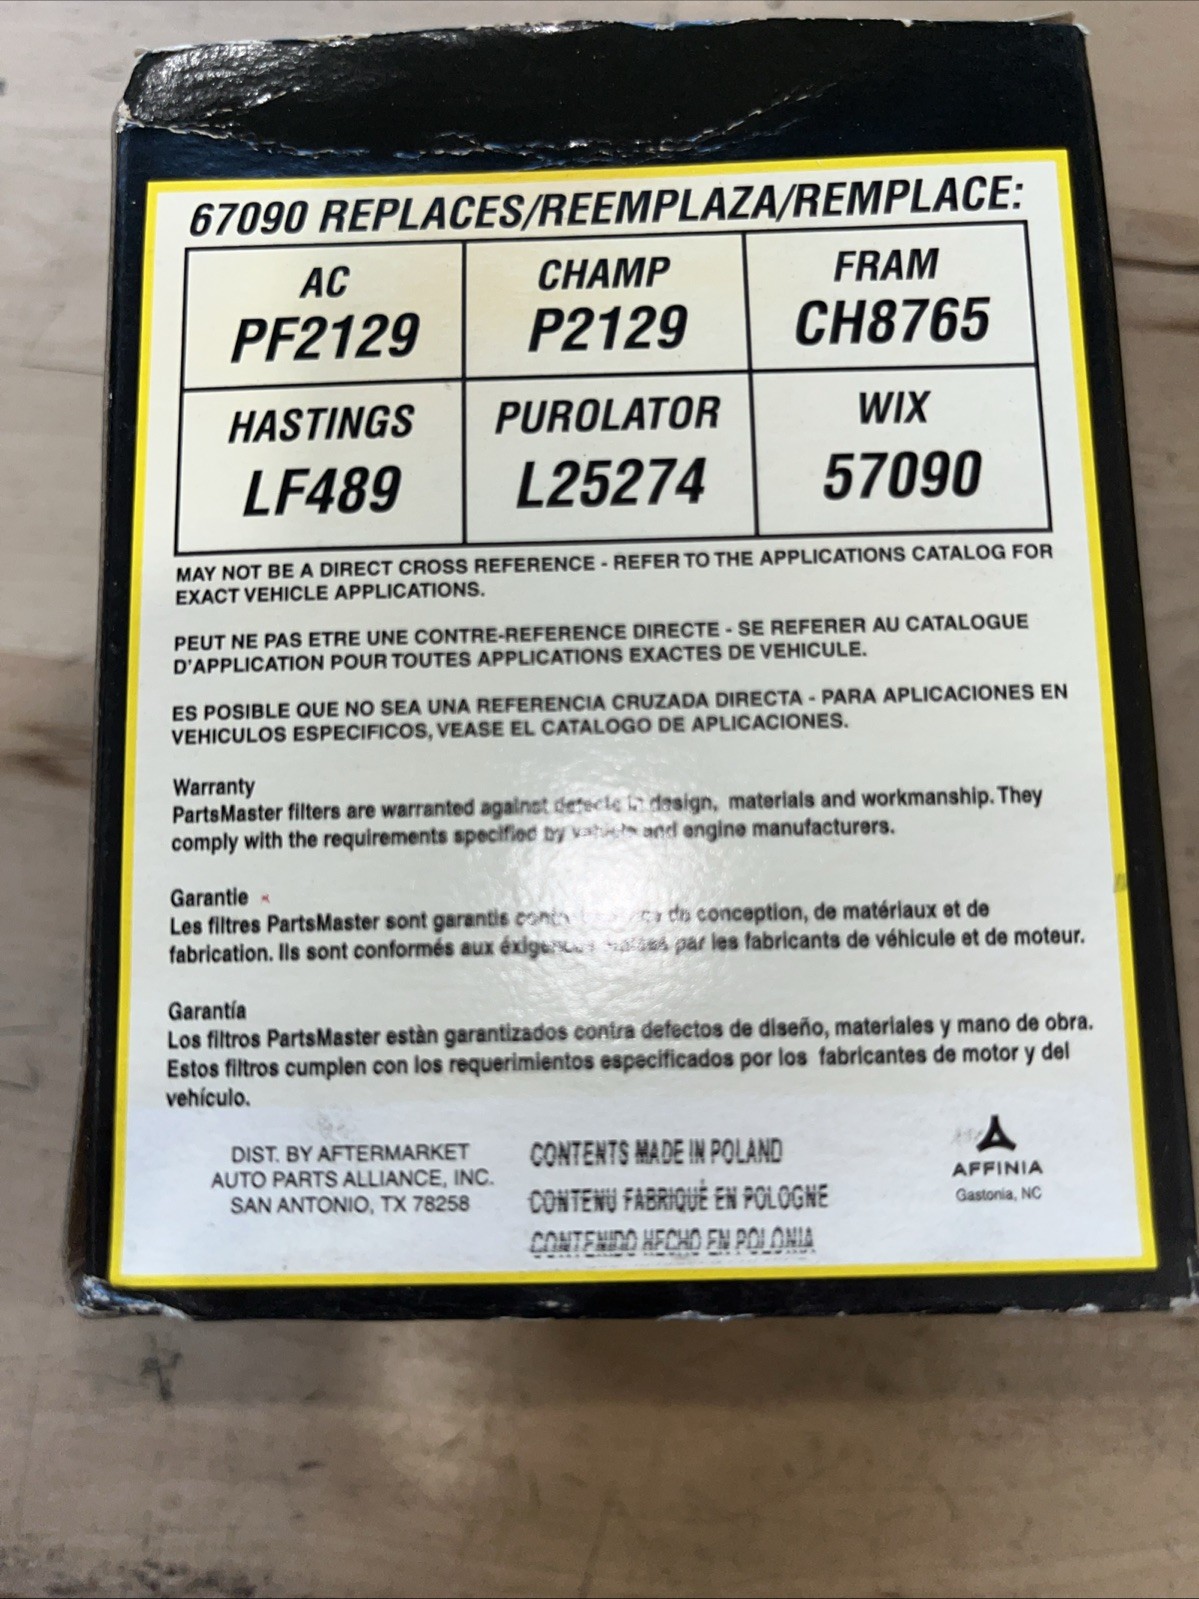 67090 REPLACES/REEMPLAZA/REMPLACE:
AC
PF2129
CHAMP
P2129
FRAM
CH8765
HASTINGS
LF489
PUROLATOR
L25274
WIX
57090
MAY NOT BE A DIRECT CROSS REFERENCE - REFER TO THE APPLICATIONS CATALOG FOR
EXACT VEHICLE APPLICATIONS.
PEUT NE PAS ETRE UNE CONTRE-REFERENCE DIRECTE - SE REFERER AU CATALOGUE
D'APPLICATION POUR TOUTES APPLICATIONS EXACTES DE VEHICULE.
ES POSIBLE QUE NO SEA UNA REFERENCIA CRUZADA DIRECTA - PARA APLICACIONES EN
VEHICULOS ESPECIFICOS, VEASE EL CATALOGO DE APLICACIONES.
Warranty
PartsMaster filters are warranted against defects in design, materials and workmanship. They
comply with the requirements specified by vehicle and engine manufacturers.
Garantie
Les filtres PartsMaster sont garantis de conception, de matériaux et de
fabrication. Ils sont conformés aux par les fabricants de véhicule et de moteur.
Garantía
Los filtros PartsMaster estàn garantizados contra defectos de diseño, materiales y mano de obra.
Estos filtros cumplen con los requerimientos especificados por los fabricantes de motor y del
vehículo.
DIST. BY AFTERMARKET
AUTO PARTS ALLIANCE, INC.
SAN ANTONIO, TX 78258
CONTENTS MADE IN POLAND
CONTENU FABRIQUÉ EN POLOGNE
CONTENIDO HECHO EN POLONIA
AFFINIA
Gastonia, NC